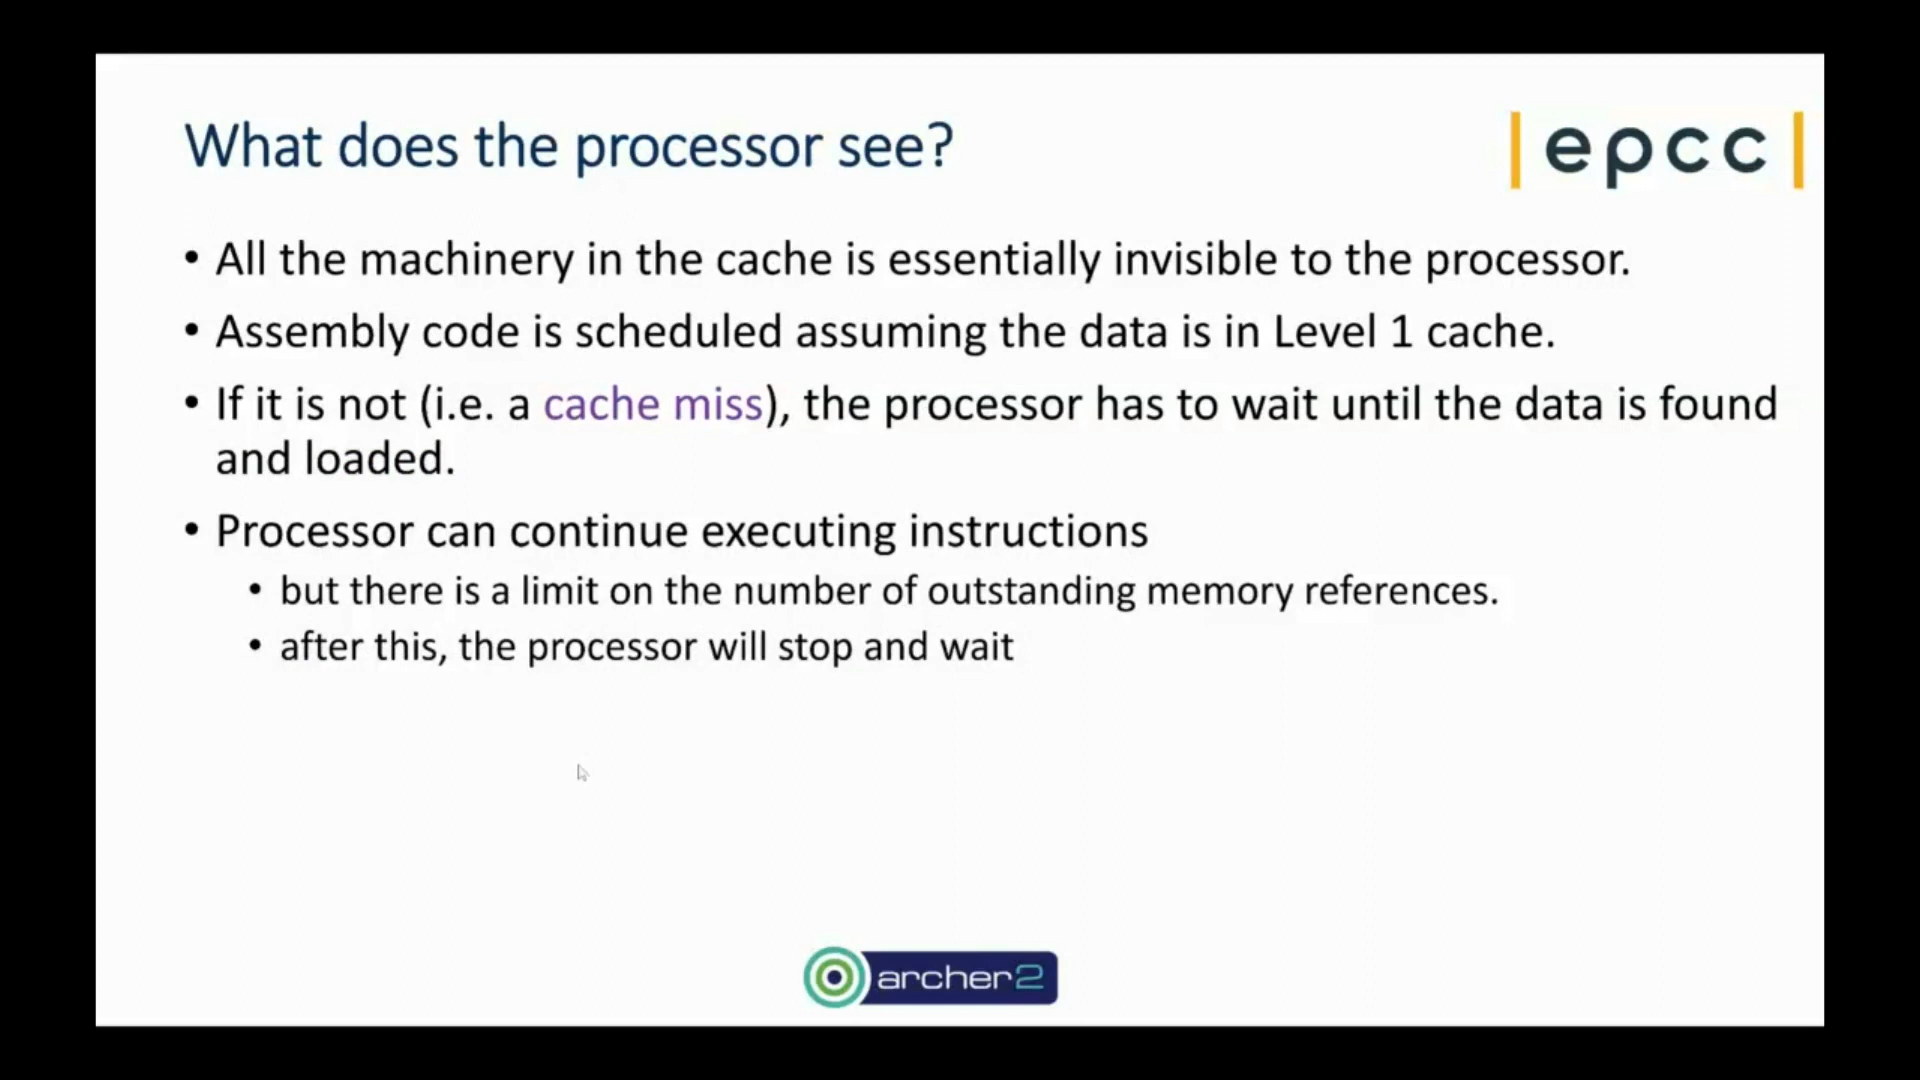 What does the processor see?
| epcc |
• All the machinery in the cache is essentially invisible to the processor.
• Assembly code is scheduled assuming the data is in Level 1 cache.
• If it is not (i.e. a cache miss), the processor has to wait until the data is found
and loaded.
• Processor can continue executing instructions
• but there is a limit on the number of outstanding memory references.
• after this, the processor will stop and wait
archer2